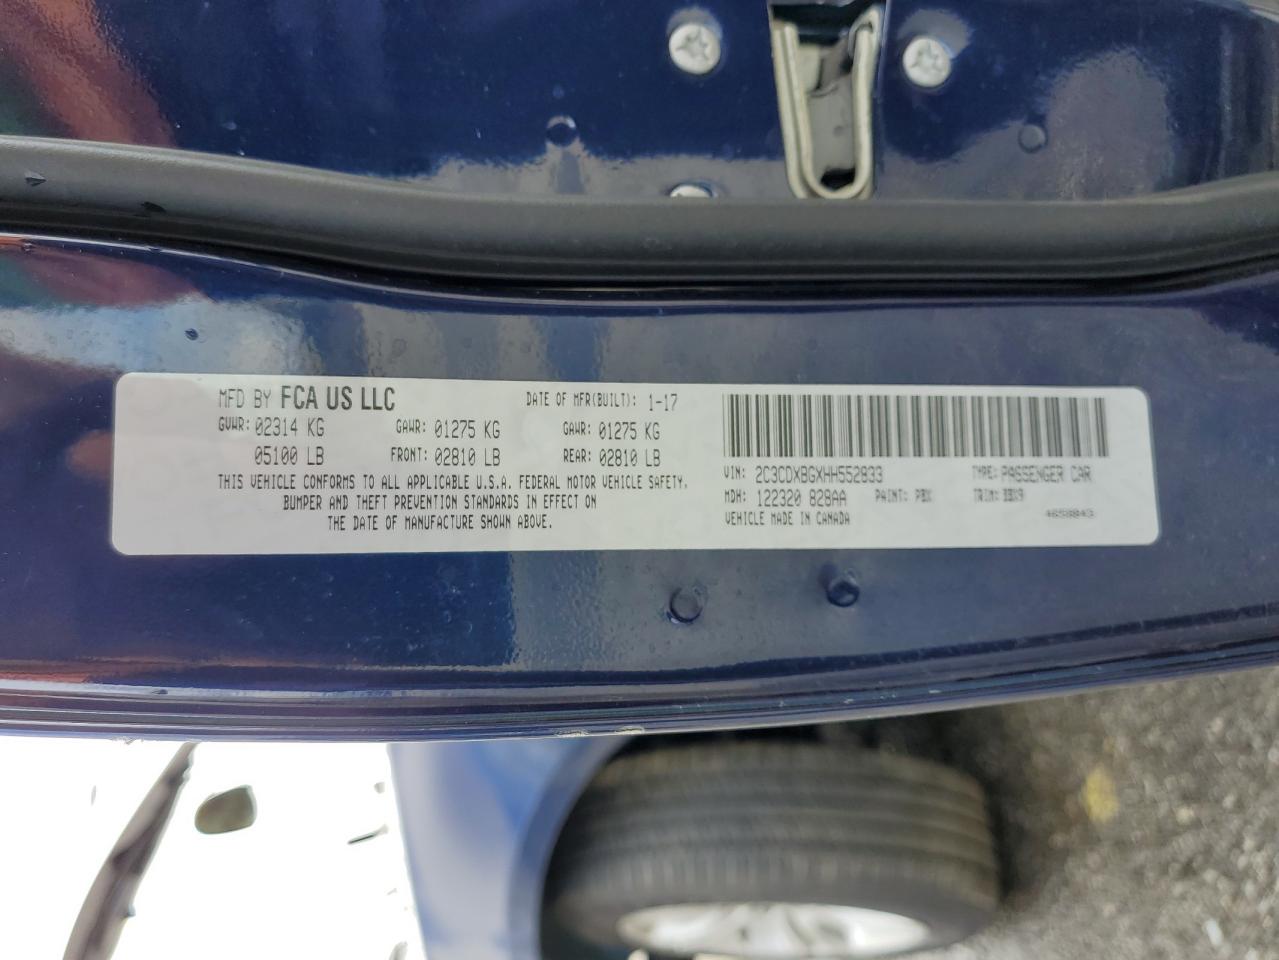 MFD BY FCA US LLC DATE OF MFR(BUILT): 1-17
GVWR: 02314 KG GAWR: 01275 KG GAWR: 01275 KG
05100 LB FRONT: 02810 LB REAR: 02810 LB
THIS VEHICLE CONFORMS TO ALL APPLICABLE U.S.A. FEDERAL MOTOR VEHICLE SAFETY,
BUMPER AND THEFT PREVENTION STANDARDS IN EFFECT ON
THE DATE OF MANUFACTURE SHOWN ABOVE.
VIN: 2C3CDXBGXHH552833 TYPE: PASSENGER CAR
MDH: 122320 828AA PAINT: PBX TRIM:
VEHICLE MADE IN CANADA